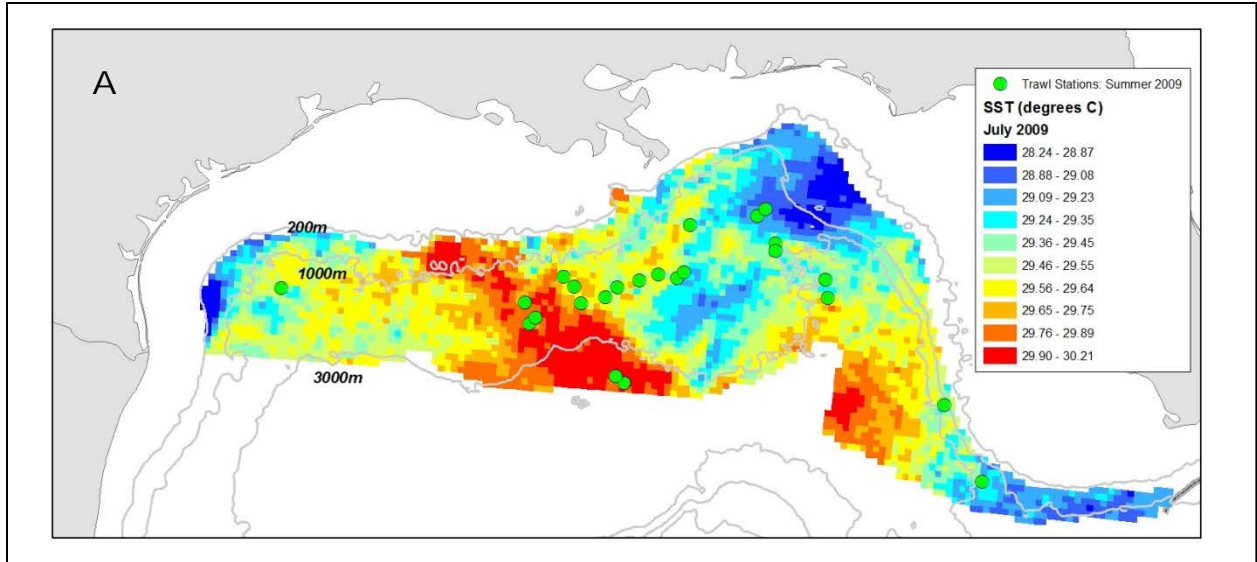 A
Trawl Stations: Summer 2009
SST (degrees C)
July 2009
28.24 - 28.87
28.88 - 29.08
29.09 - 29.23
29.24 - 29.35
29.36 - 29.45
29.46 - 29.55
29.56 - 29.64
29.65 - 29.75
29.76 - 29.89
29.90 - 30.21
200m
1000m
3000m